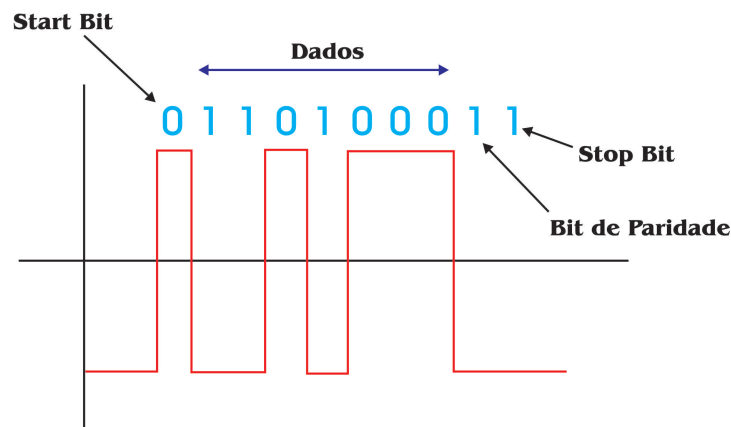 Start Bit
Dados
0 1 1 0 1 0 0 0 1 1
Stop Bit
Bit de Paridade